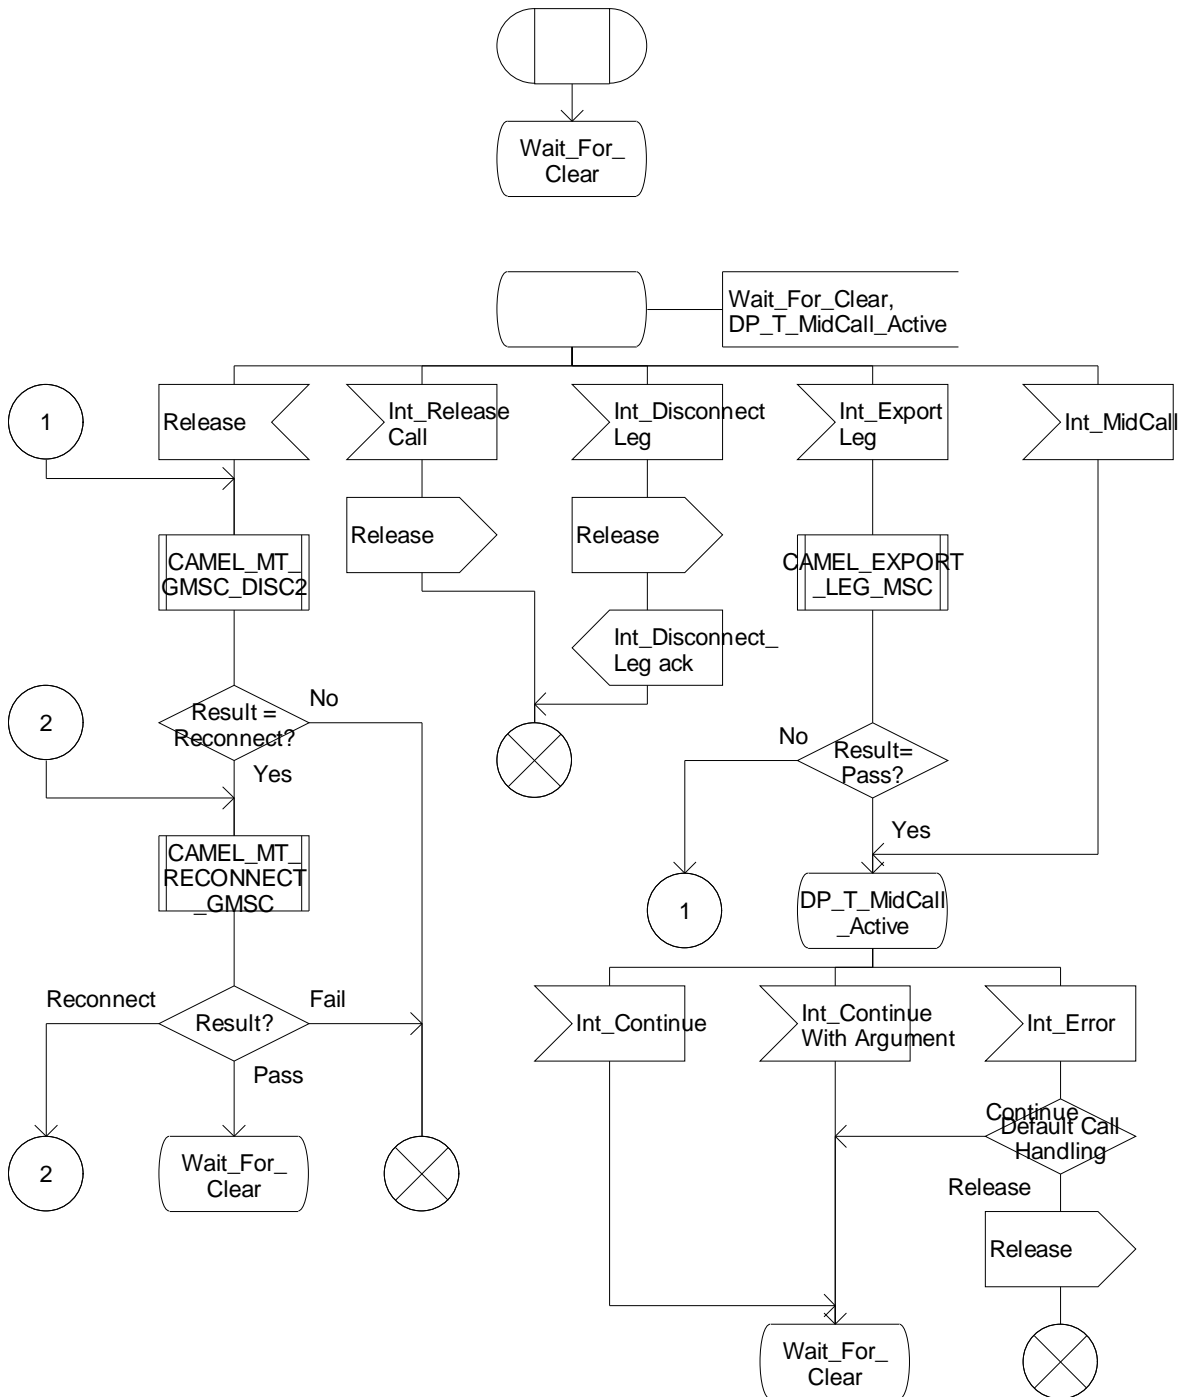 Wait_For_
Clear
Wait_For_Clear,
DP_T_MidCall_Active
1
Release
Int_Release
Call
Int_Disconnect
Leg
Int_Export
Leg
Int_MidCall
Release
Release
CAMEL_MT_
GMSC_DISC2
CAMEL_EXPORT
_LEG_MSC
Int_Disconnect_
Leg ack
2
Result =
Reconnect?
No
Yes
No
Result=
Pass?
Yes
CAMEL_MT_
RECONNECT
_GMSC
1
DP_T_MidCall
_Active
Reconnect
Result?
Fail
Pass
Int_Continue
Int_Continue
With Argument
Int_Error
Continue
Default Call
Handling
Release
2
Wait_For_
Clear
Release
Wait_For_
Clear